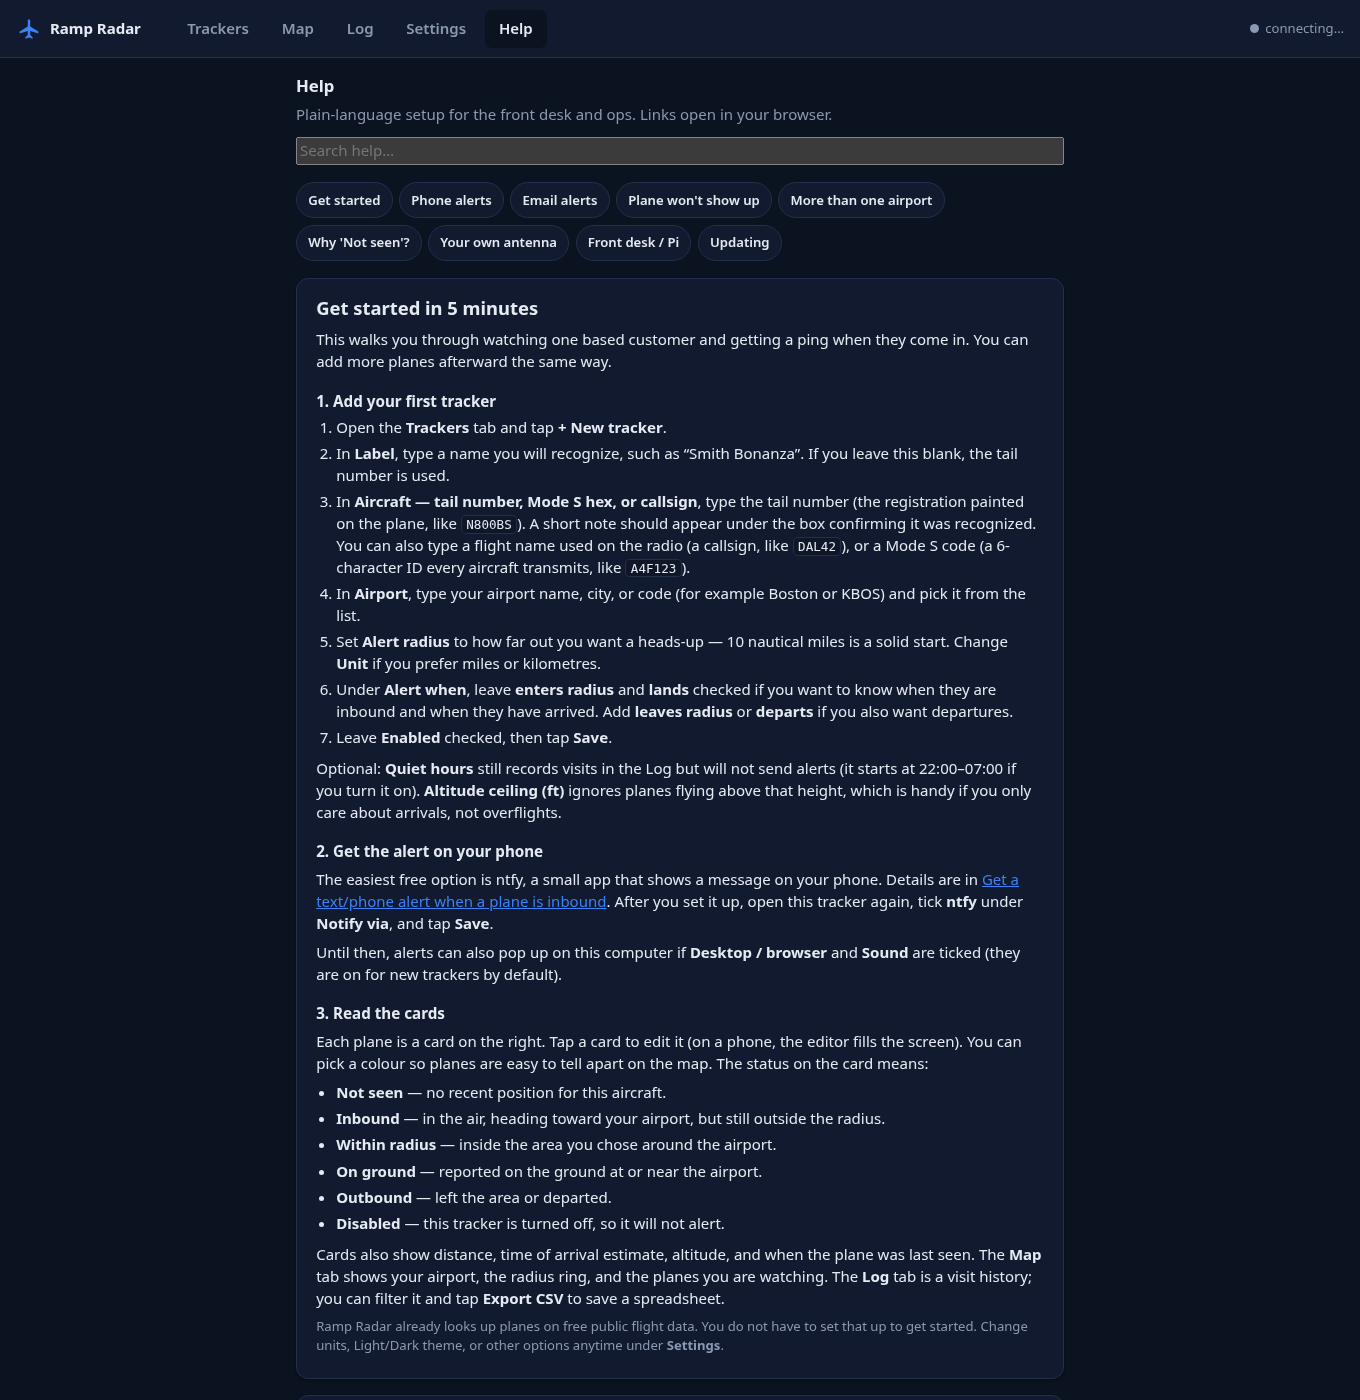 Ramp Radar
Trackers
Map
Log
Settings
Help
connecting...
Help
Plain-language setup for the front desk and ops. Links open in your browser.
Search help...
Get started
Phone alerts
Email alerts
Plane won't show up
More than one airport
Why 'Not seen'?
Your own antenna
Front desk / Pi
Updating
Get started in 5 minutes
This walks you through watching one based customer and getting a ping when they come in. You can
add more planes afterward the same way.
1. Add your first tracker
1. Open the Trackers tab and tap + New tracker.
2. In Label, type a name you will recognize, such as “Smith Bonanza”. If you leave this blank, the tail
number is used.
3. In Aircraft — tail number, Mode S hex, or callsign, type the tail number (the registration painted
on the plane, like N800BS). A short note should appear under the box confirming it was recognized.
You can also type a flight name used on the radio (a callsign, like DAL42), or a Mode S code (a 6-
character ID every aircraft transmits, like A4F123).
4. In Airport, type your airport name, city, or code (for example Boston or KBOS) and pick it from the
list.
5. Set Alert radius to how far out you want a heads-up — 10 nautical miles is a solid start. Change
Unit if you prefer miles or kilometres.
6. Under Alert when, leave enters radius and lands checked if you want to know when they are
inbound and when they have arrived. Add leaves radius or departs if you also want departures.
7. Leave Enabled checked, then tap Save.
Optional: Quiet hours still records visits in the Log but will not send alerts (it starts at 22:00–07:00 if
you turn it on). Altitude ceiling (ft) ignores planes flying above that height, which is handy if you only
care about arrivals, not overflights.
2. Get the alert on your phone
The easiest free option is ntfy, a small app that shows a message on your phone. Details are in Get a
text/phone alert when a plane is inbound. After you set it up, open this tracker again, tick ntfy under
Notify via, and tap Save.
Until then, alerts can also pop up on this computer if Desktop / browser and Sound are ticked (they
are on for new trackers by default).
3. Read the cards
Each plane is a card on the right. Tap a card to edit it (on a phone, the editor fills the screen). You can
pick a colour so planes are easy to tell apart on the map. The status on the card means:
• Not seen — no recent position for this aircraft.
• Inbound — in the air, heading toward your airport, but still outside the radius.
• Within radius — inside the area you chose around the airport.
• On ground — reported on the ground at or near the airport.
• Outbound — left the area or departed.
• Disabled — this tracker is turned off, so it will not alert.
Cards also show distance, time of arrival estimate, altitude, and when the plane was last seen. The Map
tab shows your airport, the radius ring, and the planes you are watching. The Log tab is a visit history;
you can filter it and tap Export CSV to save a spreadsheet.
Ramp Radar already looks up planes on free public flight data. You do not have to set that up to get started. Change
units, Light/Dark theme, or other options anytime under Settings.